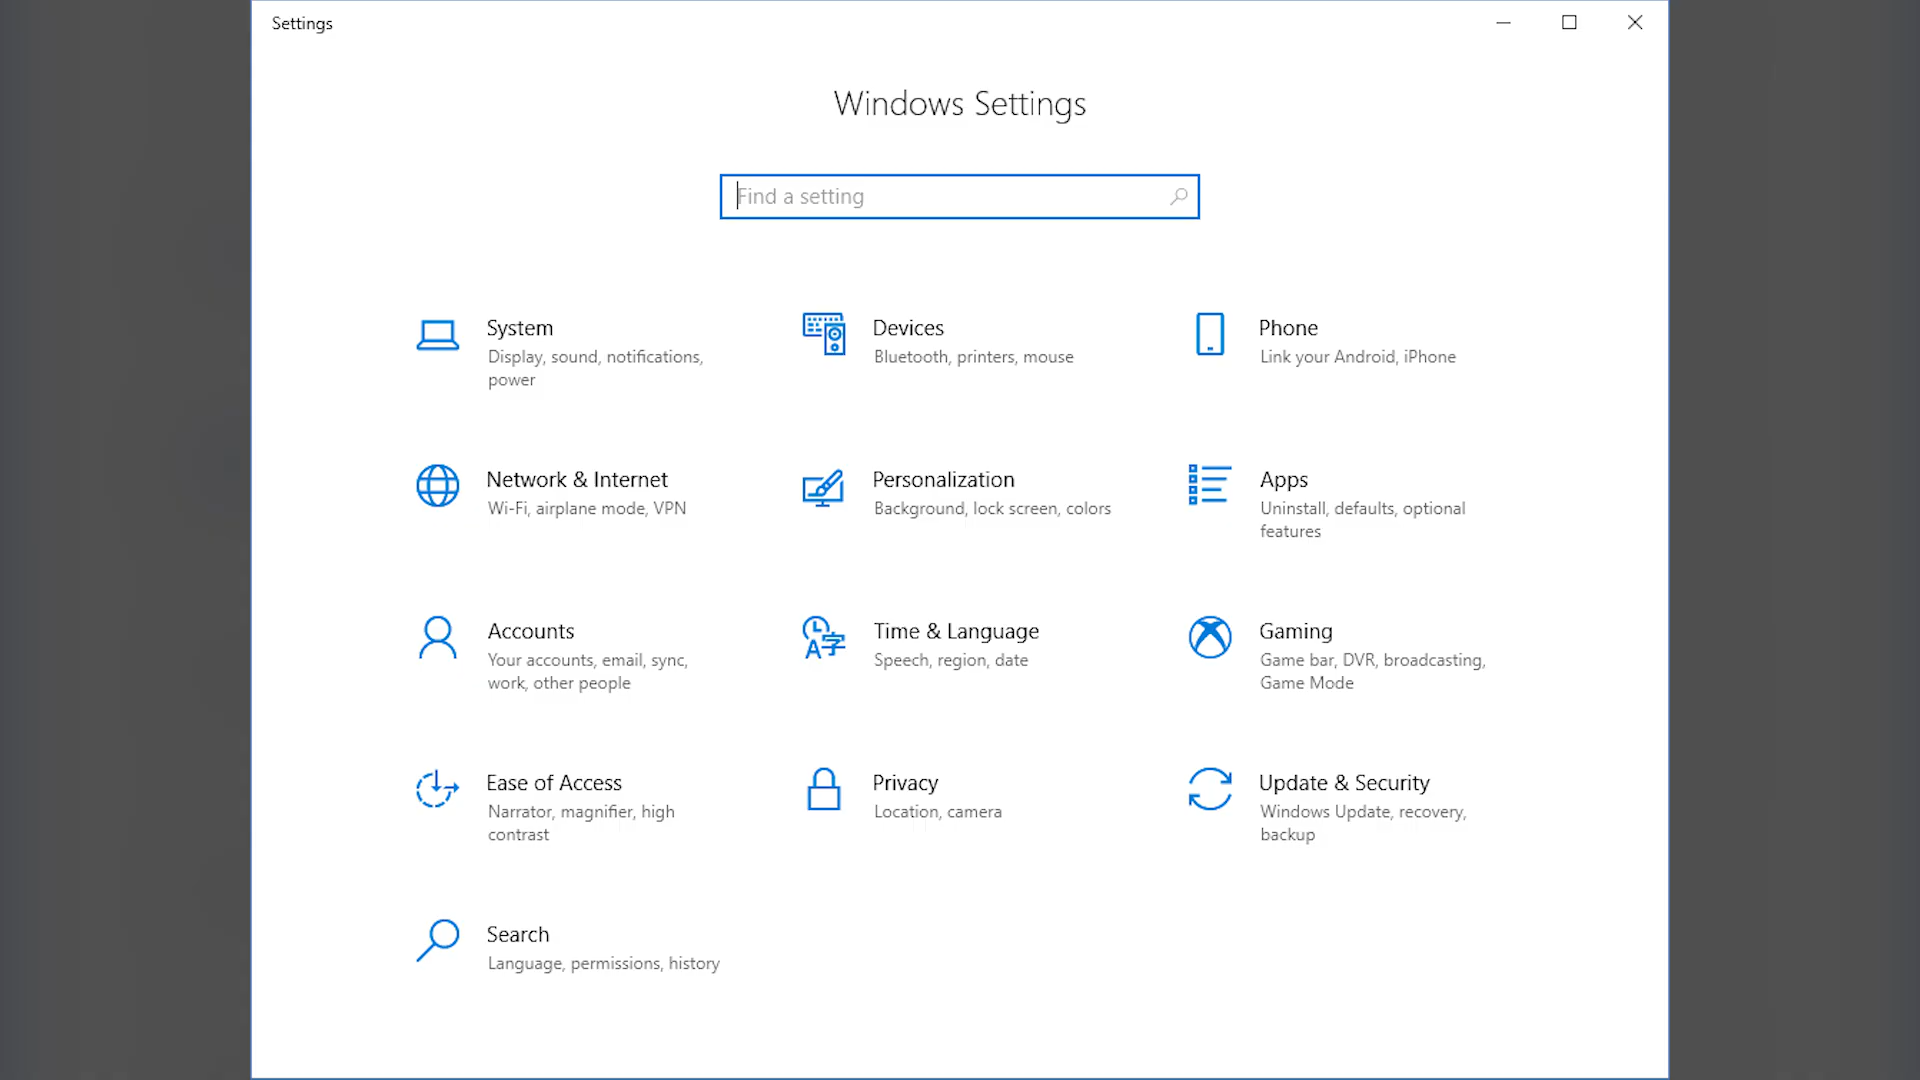 Settings
Windows Settings
Find a setting
System
Display, sound, notifications,
power
Devices
Bluetooth, printers, mouse
Phone
Link your Android, iPhone
Network & Internet
Wi-Fi, airplane mode, VPN
Personalization
Background, lock screen, colors
Apps
Uninstall, defaults, optional
features
Accounts
Your accounts, email, sync,
work, other people
Time & Language
Speech, region, date
Gaming
Game bar, DVR, broadcasting,
Game Mode
Ease of Access
Narrator, magnifier, high
contrast
Privacy
Location, camera
Update & Security
Windows Update, recovery,
backup
Search
Language, permissions, history